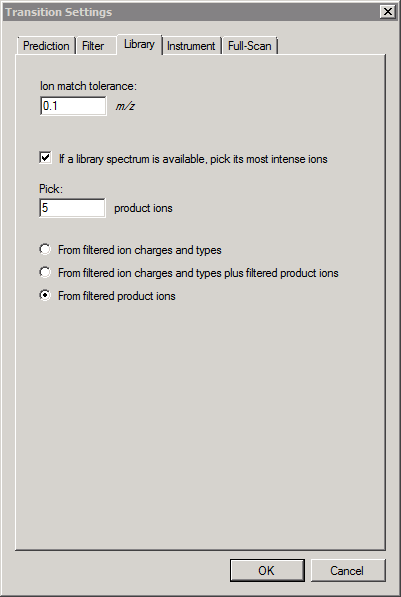 Transition Settings
Prediction Filter Library Instrument Full-Scan
Ion match tolerance:
0.1 m/z
If a library spectrum is available, pick its most intense ions
Pick:
5 product ions
From filtered ion charges and types
From filtered ion charges and types plus filtered product ions
From filtered product ions
OK Cancel